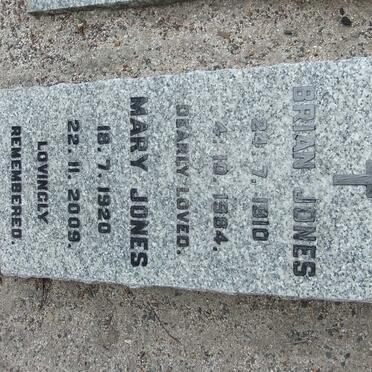 BRIAN JONES
24. 7. 1910
4. 10. 1984.
DEARLY LOVED.
MARY JONES
18. 7. 1920
22. 11. 2009.
LOVINGLY
REMEMBERED.